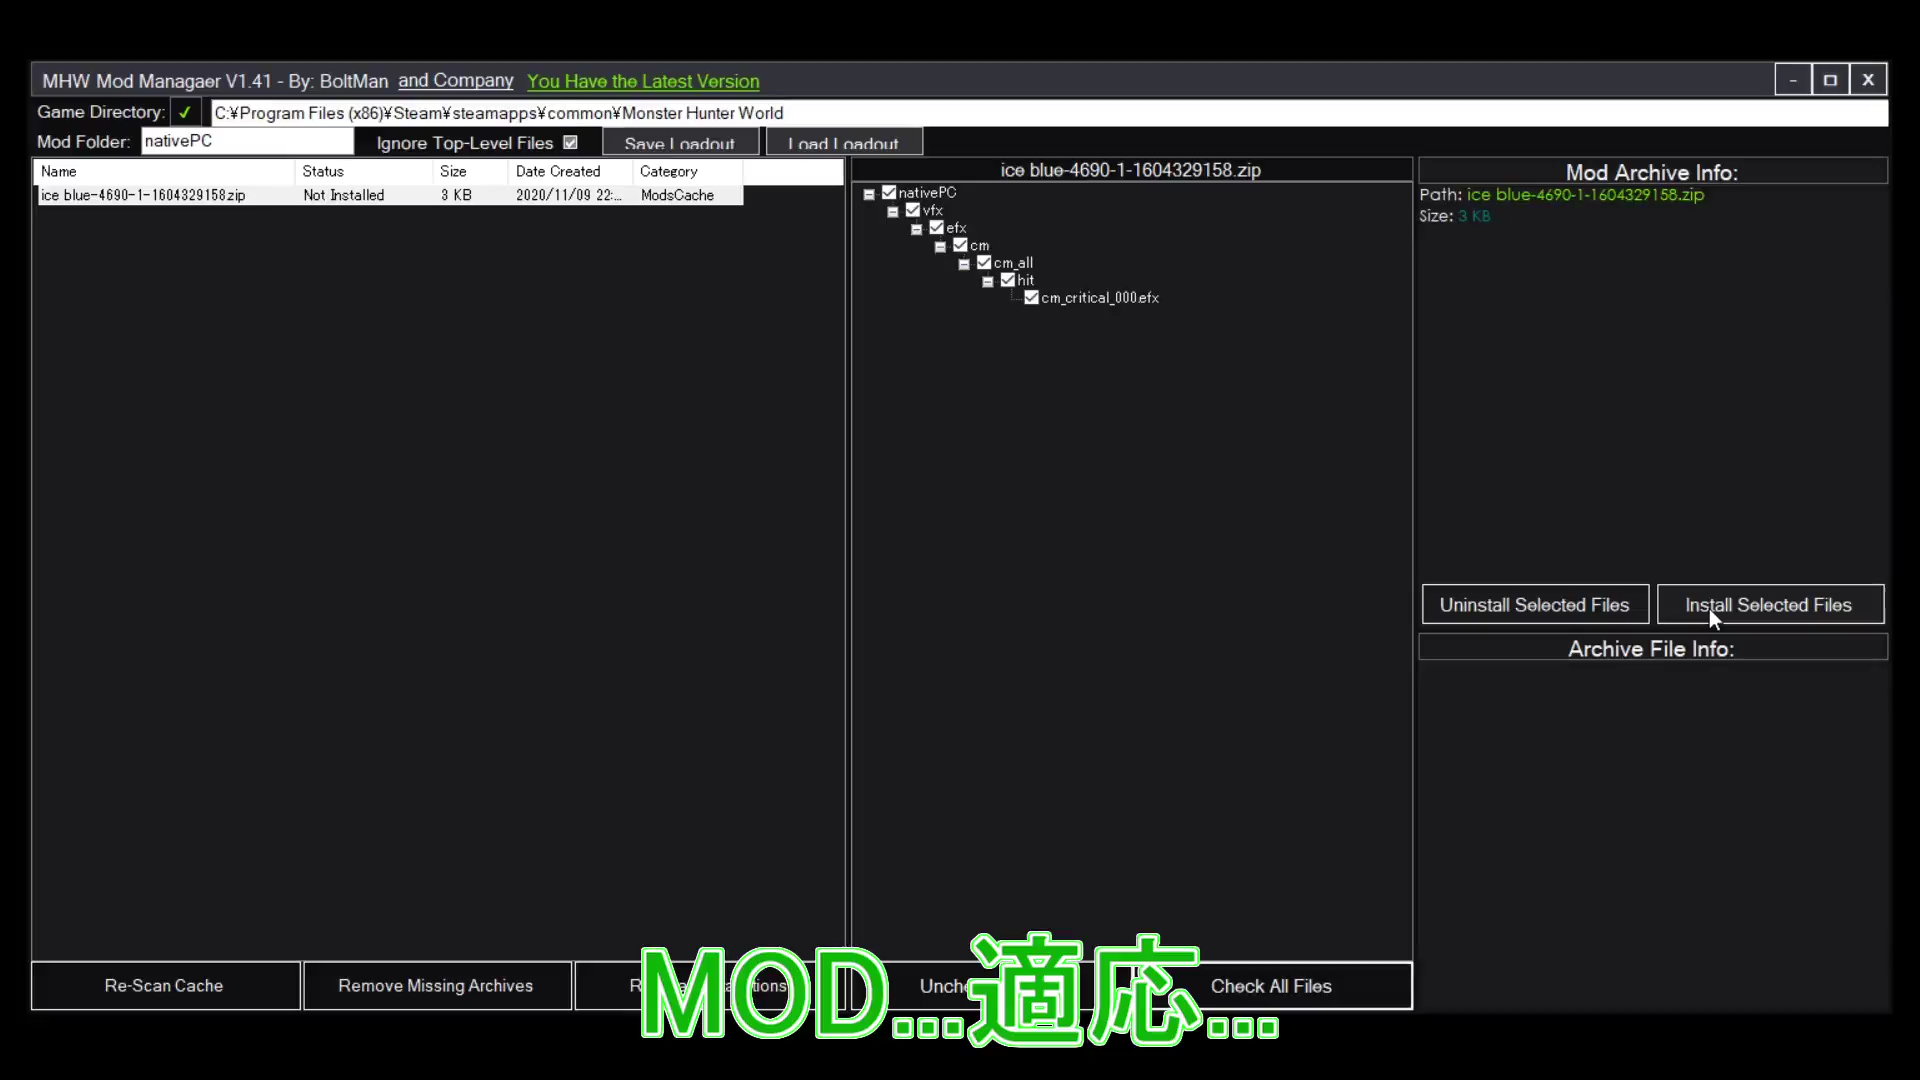 MHW Mod Managaer V1.41 - By: BoltMan and Company You Have the Latest Version - X
Game Directory: ✓ C:¥Program Files (x86)¥Steam¥steamapps¥common¥Monster Hunter World
Mod Folder: nativePC Ignore Top-Level Files Save Loadout Load Loadout
Name Status Size Date Created Category
ice blue-4690-1-1604329158.zip Not Installed 3 KB 2020/11/09 22:... ModsCache
ice blue-4690-1-1604329158.zip
nativePC
vfx
efx
cm
cm_all
hit
cm_critical_000.efx
Mod Archive Info:
Path: ice blue-4690-1-1604329158.zip
Size: 3 KB
Uninstall Selected Files Install Selected Files
Archive File Info:
Re-Scan Cache Remove Missing Archives Check All Files
MOD...適応...